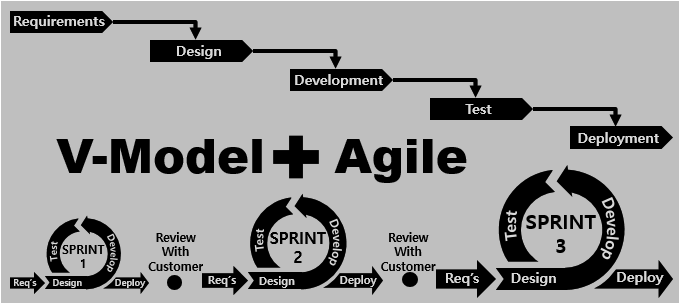 Requirements
Design
Development
Test
Deployment
V-Model + Agile
Test
Develop
SPRINT
1
Req´s
Design
Deploy
Review
With
Customer
Test
Develop
SPRINT
2
Req´s
Design
Deploy
Review
With
Customer
Test
Develop
SPRINT
3
Req´s
Design
Deploy